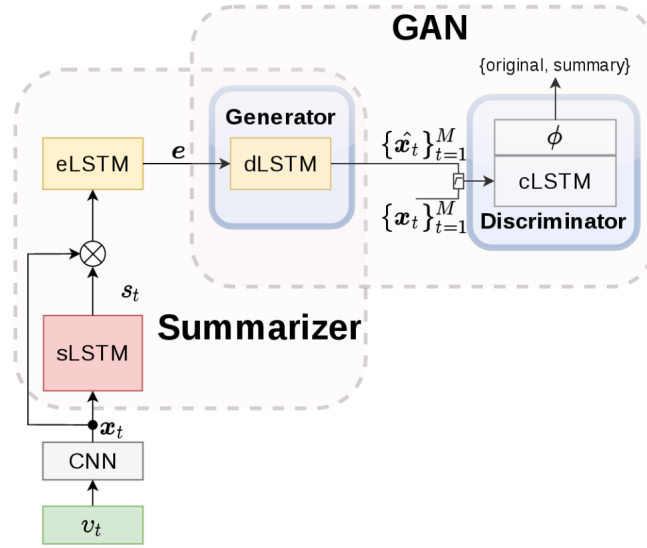 GAN
{original, summary}
Generator
eLSTM
e
dLSTM
{x̂_t}_{t=1}^M
ϕ
cLSTM
{x_t}_{t=1}^M
Discriminator
⊗
s_t
Summarizer
sLSTM
x_t
CNN
v_t